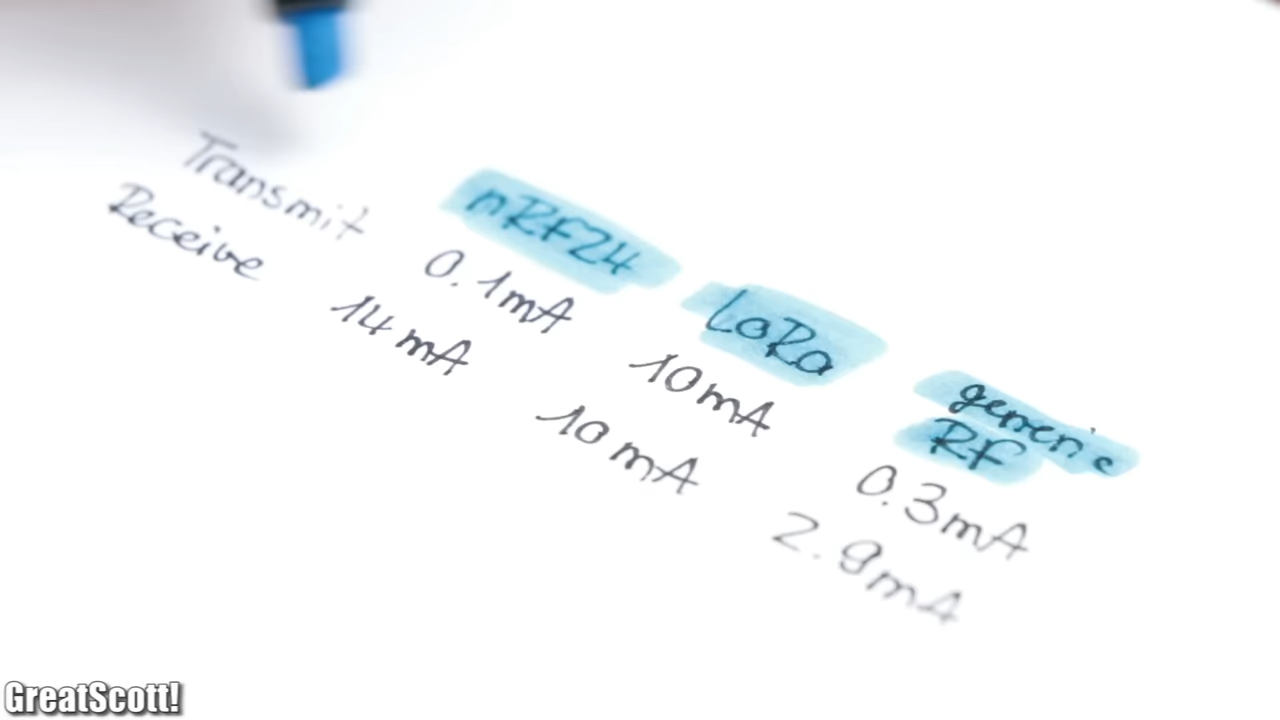 nRF24 LoRa generic
RF
Transmit 0.1mA 10mA 0.3mA
Receive 14mA 10mA 2.9mA
GreatScott!